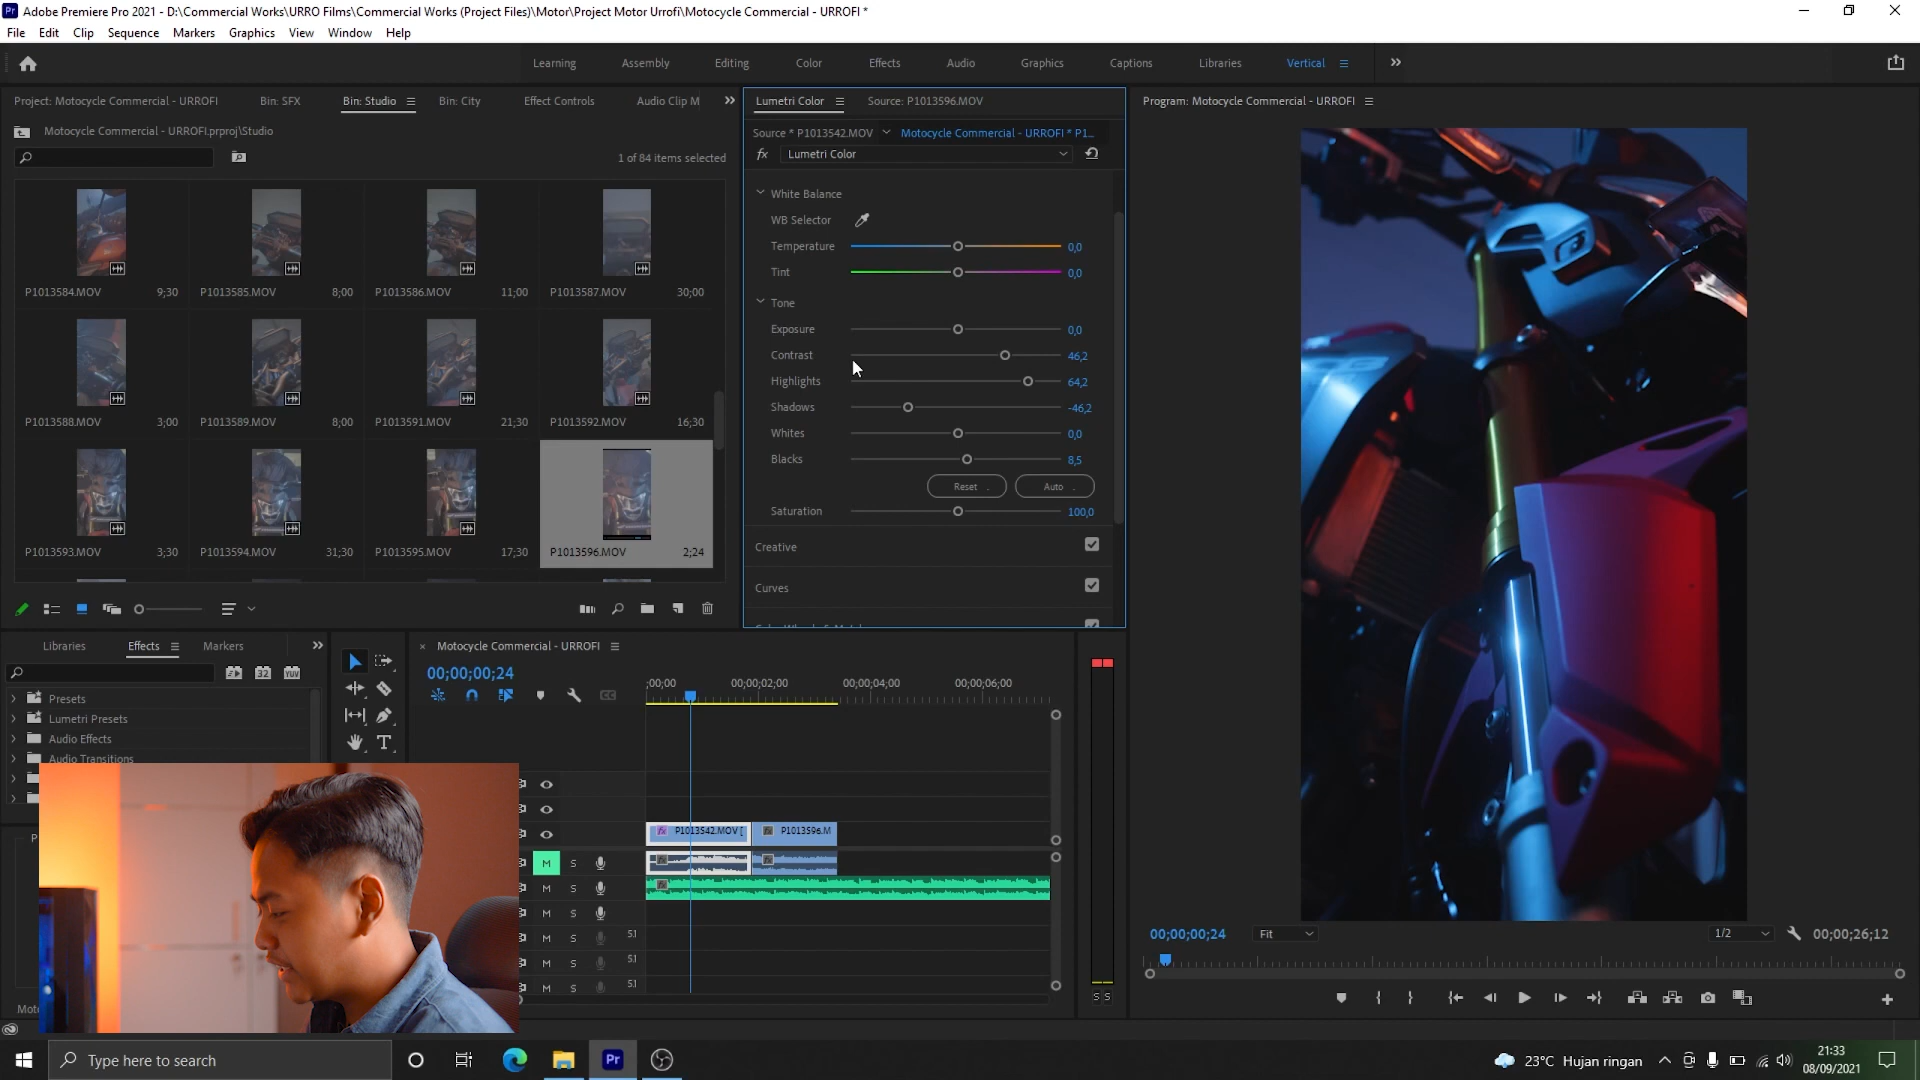 Adobe Premiere Pro 2021 - D:\Commercial Works\URRO Films\Commercial Works (Project Files)\Motor\Project Motor Urrofi\Motocycle Commercial - URROFI *
File Edit Clip Sequence Markers Graphics View Window Help
Learning Assembly Editing Color Effects Audio Graphics Captions Libraries Vertical
Project: Motocycle Commercial - URROFI Bin: SFX Bin: Studio Bin: City Effect Controls Audio Clip M
Motocycle Commercial - URROFI.prproj\Studio
1 of 84 items selected
P1013584.MOV 9;30 P1013585.MOV 8;00 P1013586.MOV 11;00 P1013587.MOV 30;00
P1013588.MOV 3;00 P1013589.MOV 8;00 P1013591.MOV 21;30 P1013592.MOV 16;30
P1013593.MOV 3;30 P1013594.MOV 31;30 P1013595.MOV 17;30 P1013596.MOV 2;24
Lumetri Color Source: P1013596.MOV
Source * P1013542.MOV Motocycle Commercial - URROFI * P1...
fx Lumetri Color
White Balance
WB Selector
Temperature 0,0
Tint 0,0
Tone
Exposure 0,0
Contrast 46,2
Highlights 64,2
Shadows -46,2
Whites 0,0
Blacks 8,5
Reset Auto
Saturation 100,0
Creative
Curves
Program: Motocycle Commercial - URROFI
00;00;00;24 Fit 1/2 00;00;26;12
Libraries Effects Markers
32 YUV
Presets
Lumetri Presets
Audio Effects
Audio Transitions
Moto
× Motocycle Commercial - URROFI
00;00;00;24
CC
;00;00 00;00;02;00 00;00;04;00 00;00;06;00
T
P1013542.MOV [ P1013596.M
M S
M S
M S
M S 5.1
M S 5.1
M S 5.1
S S
Type here to search
Pr
23°C Hujan ringan
21:33
08/09/2021